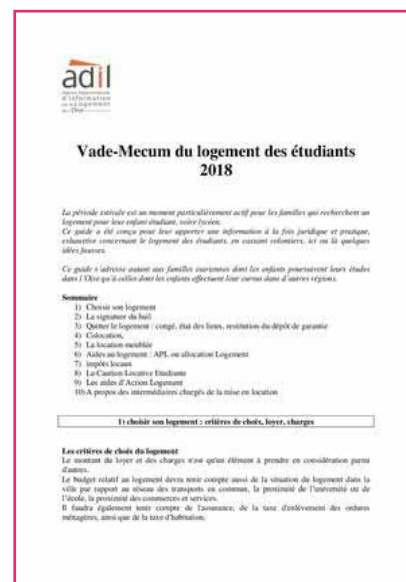 adil
agence départementale
d'information
sur le logement
de l'Oise
Vade-Mecum du logement des étudiants
2018
La période estivale est un moment particulièrement actif pour les familles qui recherchent un
logement pour leur enfant étudiant, voire lycéen.
Ce guide a été conçu pour leur apporter une information à la fois juridique et pratique,
exhaustive concernant le logement des étudiants, en cassant volontiers, ici ou là quelques
idées fausses.
Ce guide s'adresse autant aux familles isariennes dont les enfants poursuivent leurs études
dans l'Oise qu'à celles dont les enfants effectuent leur cursus dans d'autres régions.
Sommaire
1) Choisir son logement
2) La signature du bail
3) Quitter le logement : congé, état des lieux, restitution du dépôt de garantie
4) Colocation,
5) La location meublée
6) Aides au logement : APL ou allocation Logement
7) impôts locaux
8) La Caution Locative Etudiante
9) Les aides d'Action Logement
10) A propos des intermédiaires chargés de la mise en location
1: choisir son logement : critères de choix, loyer, charges
Les critères de choix du logement
Le montant du loyer et des charges n'est qu'un élément à prendre en considération parmi
d'autres.
Le budget relatif au logement devra tenir compte aussi de la situation du logement dans la
ville par rapport au réseau des transports en commun, la proximité de l'université ou de
l'école, la proximité des commerces et services.
Il faudra également tenir compte de l'assurance, de la taxe d'enlèvement des ordures
ménagères, ainsi que de la taxe d'habitation.